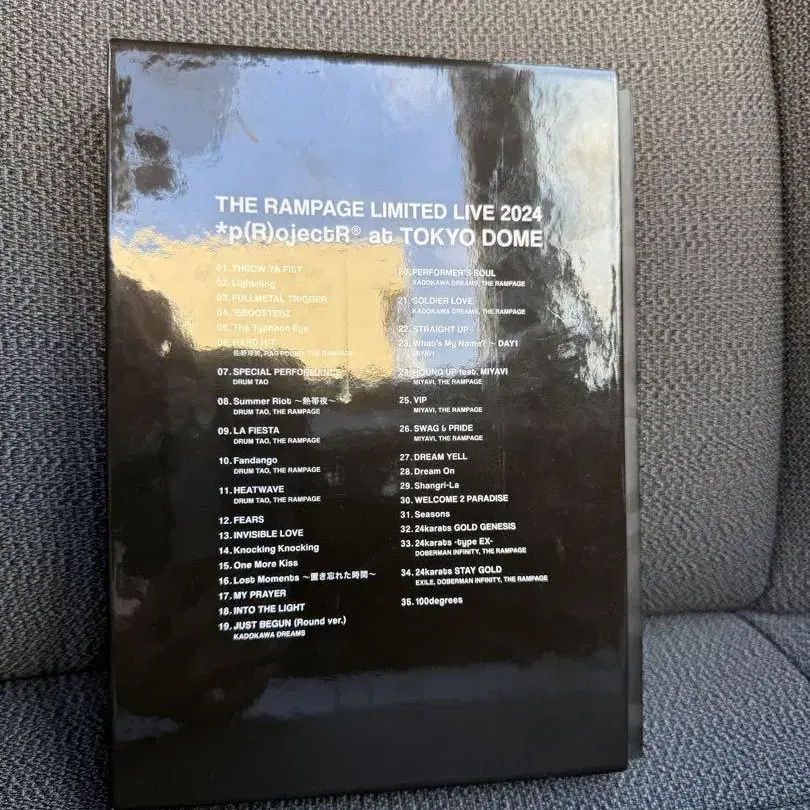 THE RAMPAGE LIMITED LIVE 2024
*p(R)ojectR® at TOKYO DOME
01. THROW YA FIST
02. Lightning
03. FULLMETAL TRIGGER
04. 16BOOSTERZ
05. The Typhoon Eye
06. HARD HIT
RAG POUND, THE RAMPAGE
07. SPECIAL PERFORMANCE
DRUM TAO
08. Summer Riot ～熱帯夜～
DRUM TAO, THE RAMPAGE
09. LA FIESTA
DRUM TAO, THE RAMPAGE
10. Fandango
DRUM TAO, THE RAMPAGE
11. HEATWAVE
DRUM TAO, THE RAMPAGE
12. FEARS
13. INVISIBLE LOVE
14. Knocking Knocking
15. One More Kiss
16. Lost Moments ～置き忘れた時間～
17. MY PRAYER
18. INTO THE LIGHT
19. JUST BEGUN (Round ver.)
KADOKAWA DREAMS
20. PERFORMER'S SOUL
KADOKAWA DREAMS, THE RAMPAGE
21. SOLDIER LOVE
KADOKAWA DREAMS, THE RAMPAGE
22. STRAIGHT UP
23. What's My Name? ～ DAY1
MIYAVI
24. ROUND UP feat. MIYAVI
MIYAVI, THE RAMPAGE
25. VIP
MIYAVI, THE RAMPAGE
26. SWAG & PRIDE
MIYAVI, THE RAMPAGE
27. DREAM YELL
28. Dream On
29. Shangri-La
30. WELCOME 2 PARADISE
31. Seasons
32. 24karats GOLD GENESIS
33. 24karats -type EX-
DOBERMAN INFINITY, THE RAMPAGE
34. 24karats STAY GOLD
EXILE, DOBERMAN INFINITY, THE RAMPAGE
35. 100degrees